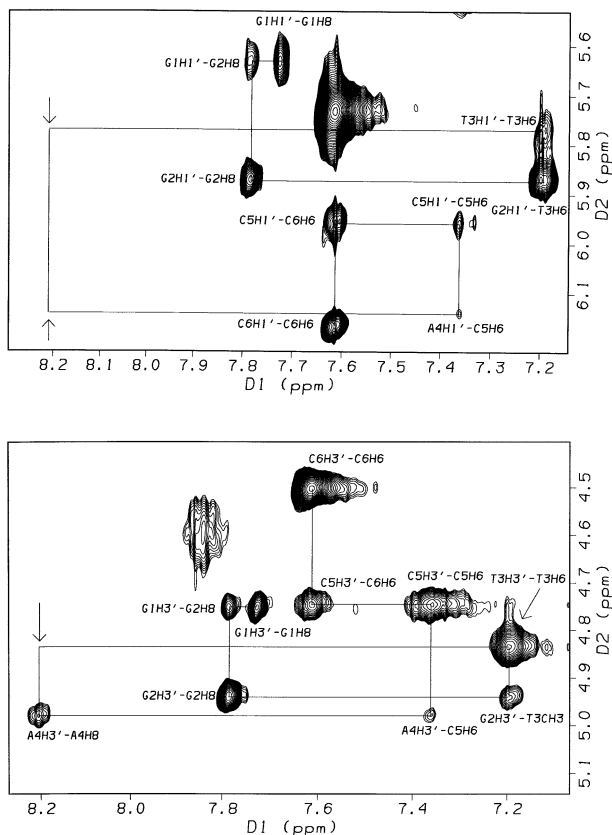 G1H1'-G1H8
G1H1'-G2H8
T3H1'-T3H6
G2H1'-G2H8
C5H1'-C5H6
C5H1'-C6H6
G2H1'-T3H6
C6H1'-C6H6
A4H1'-C5H6
5.6
5.7
5.8
5.9
6.0
6.1
D2 (ppm)
8.2 8.1 8.0 7.9 7.8 7.7 7.6 7.5 7.4 7.3 7.2
D1 (ppm)
C6H3'-C6H6
C5H3'-C6H6
C5H3'-C5H6
T3H3'-T3H6
G1H3'-G2H8
G1H3'-G1H8
G2H3'-G2H8
G2H3'-T3CH3
A4H3'-A4H8
A4H3'-C5H6
4.5
4.6
4.7
4.8
4.9
5.0
5.1
D2 (ppm)
8.2 8.0 7.8 7.6 7.4 7.2
D1 (ppm)